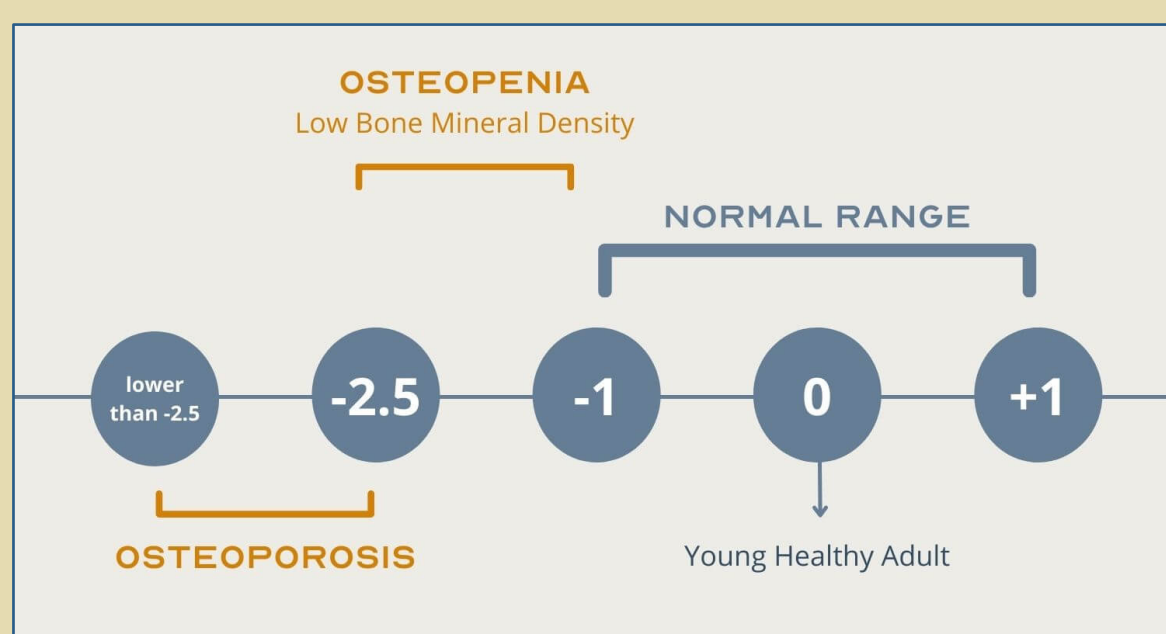 OSTEOPENIA
Low Bone Mineral Density
NORMAL RANGE
lower
than -2.5
-2.5
-1
0
+1
OSTEOPOROSIS
Young Healthy Adult